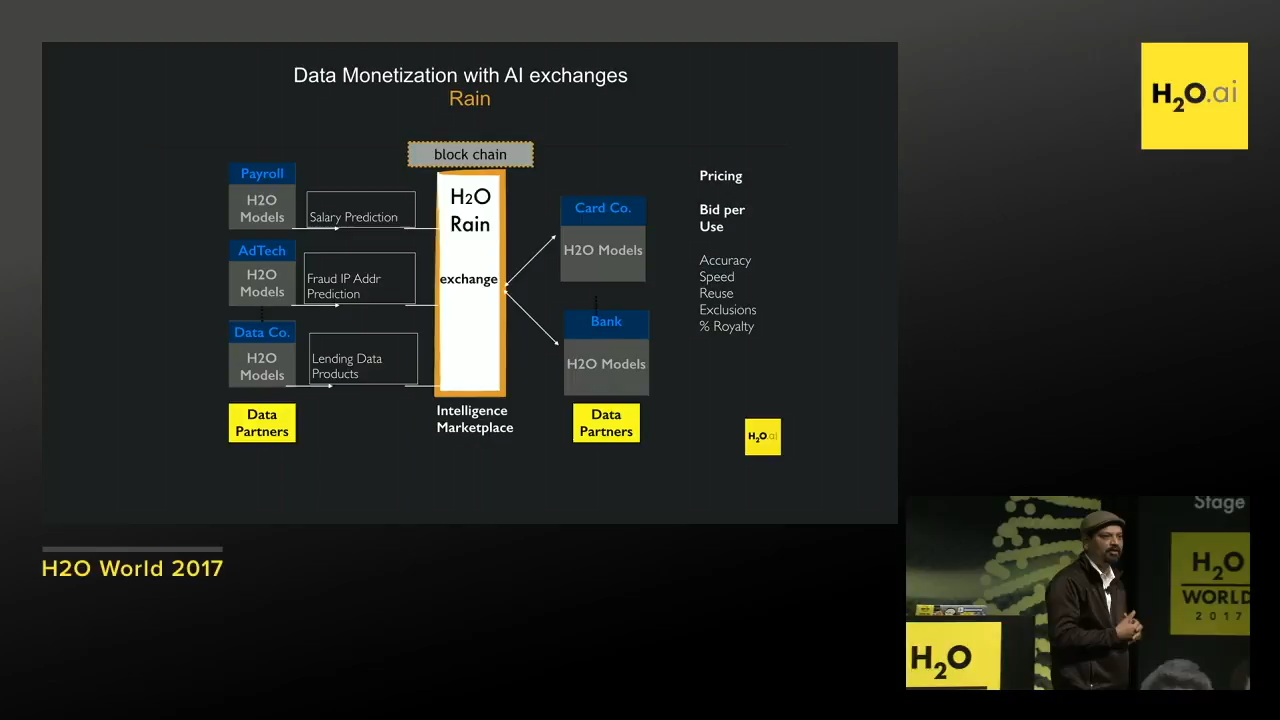 Data Monetization with AI exchanges
Rain
block chain
Payroll
H2O
Models
Salary Prediction
AdTech
H2O
Models
Fraud IP Addr
Prediction
Data Co.
H2O
Models
Lending Data
Products
Data
Partners
H2O
Rain
exchange
Intelligence
Marketplace
Card Co.
H2O Models
Bank
H2O Models
Data
Partners
Pricing
Bid per
Use
Accuracy
Speed
Reuse
Exclusions
% Royalty
H2O.ai
H2O.ai
H2O World 2017
Stage
H2O
WORLD
2017
H2O